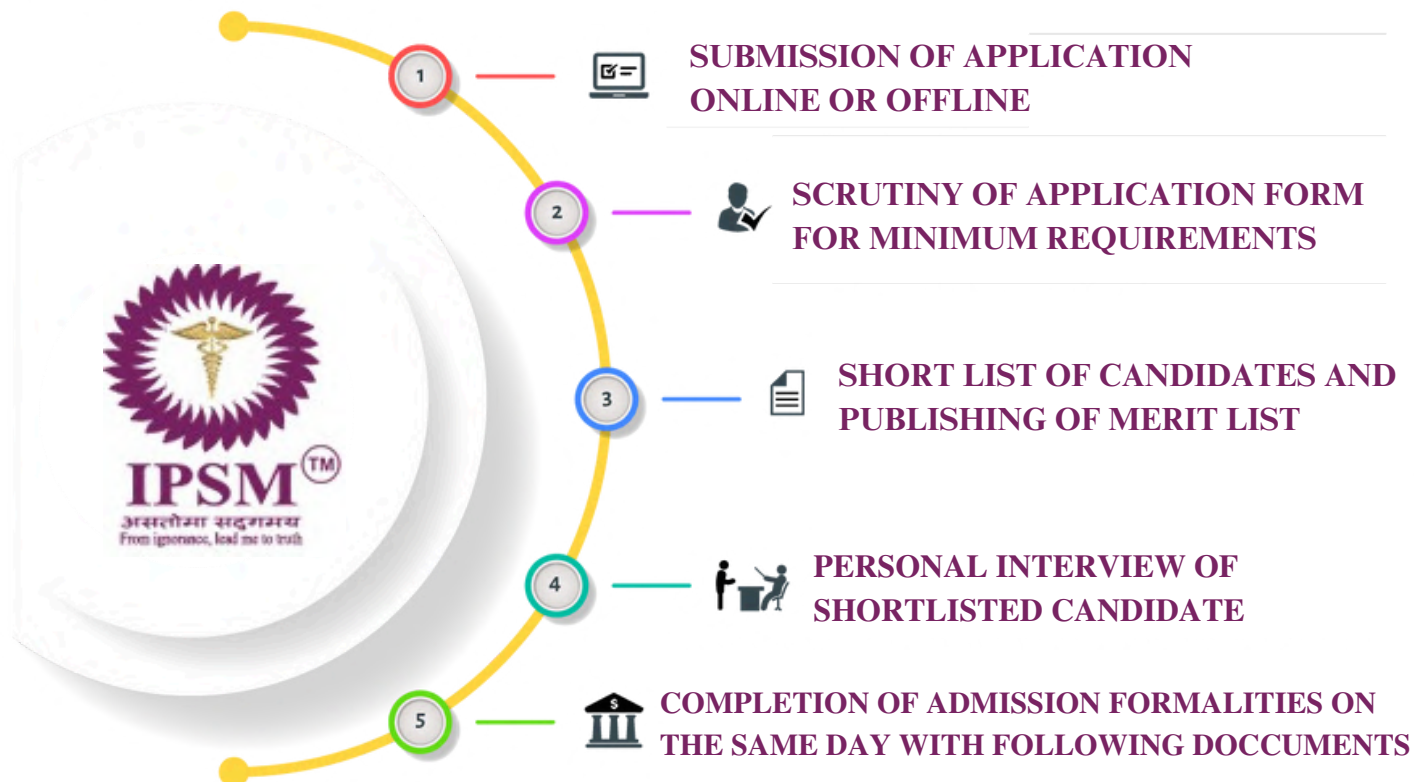 1
SUBMISSION OF APPLICATION
ONLINE OR OFFLINE
2
SCRUTINY OF APPLICATION FORM
FOR MINIMUM REQUIREMENTS
3
SHORT LIST OF CANDIDATES AND
PUBLISHING OF MERIT LIST
IPSM TM
असतोमा सद्गमय
From ignorance, lead me to truth
4
PERSONAL INTERVIEW OF
SHORTLISTED CANDIDATE
5
$
COMPLETION OF ADMISSION FORMALITIES ON
THE SAME DAY WITH FOLLOWING DOCCUMENTS